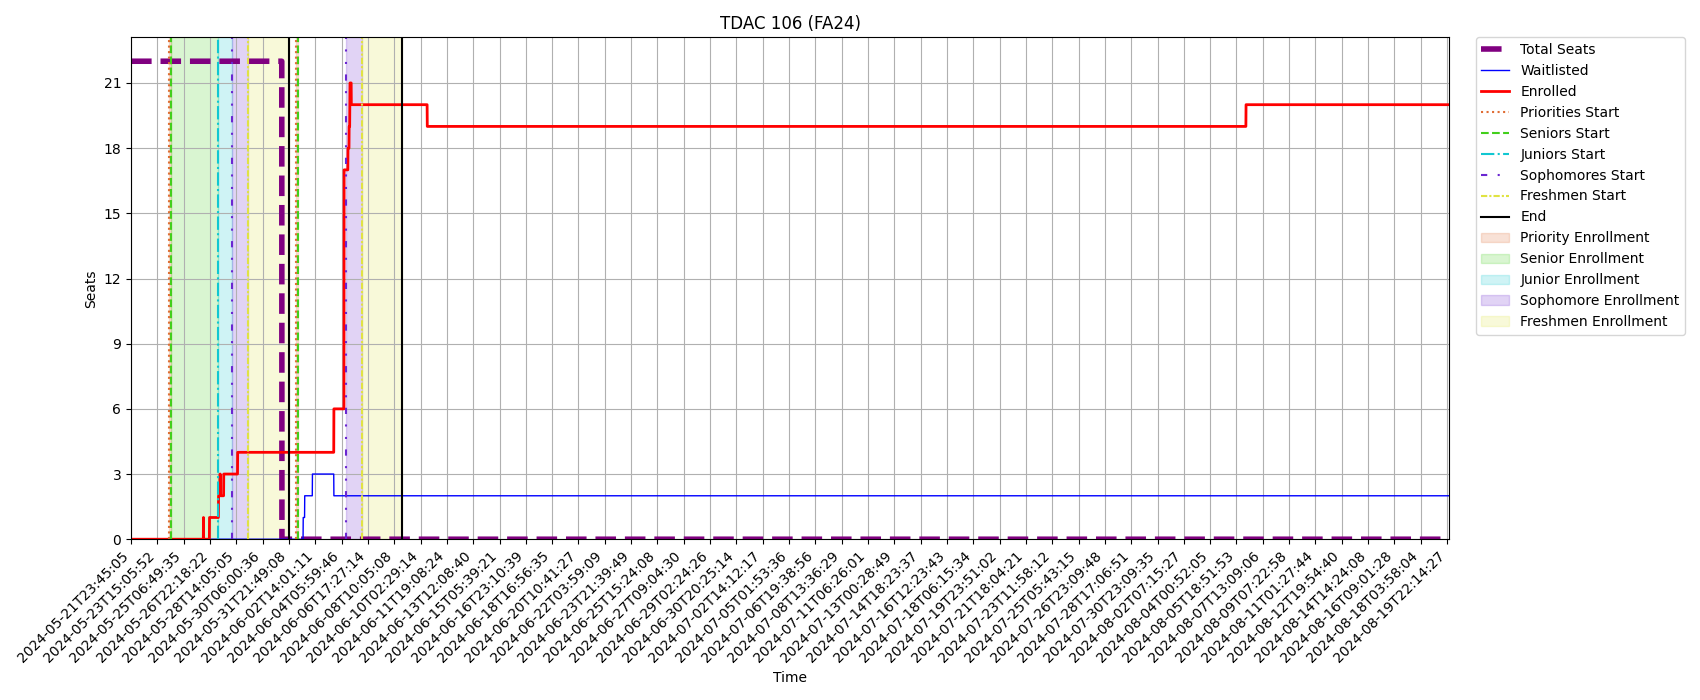 TDAC 106 (FA24)
Seats
21
18
15
12
9
6
3
0
2024-05-21T23:45:05
2024-05-23T15:05:52
2024-05-25T06:49:35
2024-05-26T22:18:22
2024-05-28T14:05:05
2024-05-30T06:00:36
2024-05-31T21:49:08
2024-06-02T14:01:11
2024-06-04T05:59:46
2024-06-06T17:27:14
2024-06-08T10:05:08
2024-06-10T02:29:14
2024-06-11T19:08:24
2024-06-13T12:08:40
2024-06-15T05:39:21
2024-06-16T23:10:39
2024-06-18T16:56:35
2024-06-20T10:41:27
2024-06-22T03:59:09
2024-06-23T21:39:49
2024-06-25T15:24:08
2024-06-27T09:04:30
2024-06-29T02:24:26
2024-06-30T20:25:14
2024-07-02T14:12:17
2024-07-05T01:53:36
2024-07-06T19:38:56
2024-07-08T13:36:29
2024-07-11T06:26:01
2024-07-13T00:28:49
2024-07-14T18:23:37
2024-07-16T12:23:43
2024-07-18T06:15:34
2024-07-19T23:51:02
2024-07-21T18:04:21
2024-07-23T11:58:12
2024-07-25T05:43:15
2024-07-26T23:09:48
2024-07-28T17:06:51
2024-07-30T23:09:35
2024-08-02T07:15:27
2024-08-04T00:52:05
2024-08-05T18:51:53
2024-08-07T13:09:06
2024-08-09T07:22:58
2024-08-11T01:27:44
2024-08-12T19:54:40
2024-08-14T14:24:08
2024-08-16T09:01:28
2024-08-18T03:58:04
2024-08-19T22:14:27
Time
Total Seats
Waitlisted
Enrolled
Priorities Start
Seniors Start
Juniors Start
Sophomores Start
Freshmen Start
End
Priority Enrollment
Senior Enrollment
Junior Enrollment
Sophomore Enrollment
Freshmen Enrollment